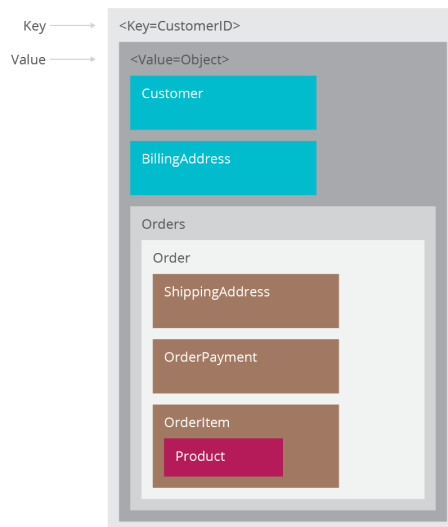 Key
<Key=CustomerID>
Value
<Value=Object>
Customer
BillingAddress
Orders
Order
ShippingAddress
OrderPayment
OrderItem
Product